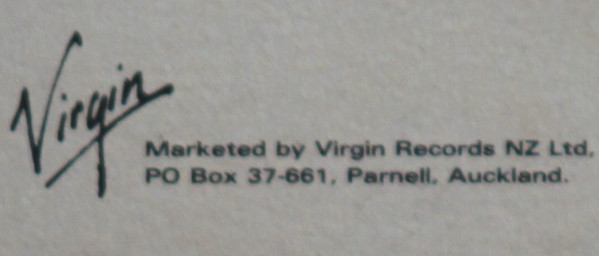 Virgin
Marketed by Virgin Records NZ Ltd,
PO Box 37-661, Parnell, Auckland.